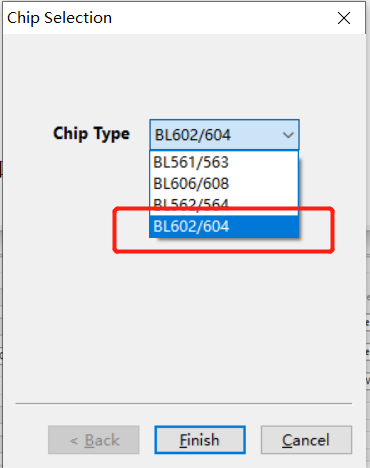 Chip Selection
Chip Type BL602/604
BL561/563
BL606/608
BL562/564
BL602/604
< Back Finish Cancel